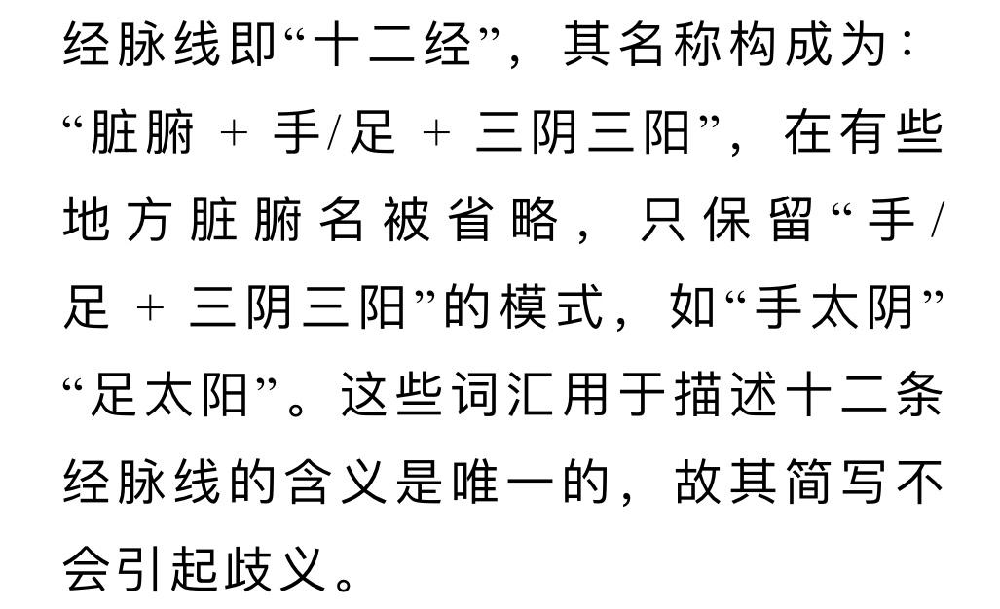 经脉线即“十二经”，其名称构成为：
“脏腑 + 手/足 + 三阴三阳”，在有些
地方脏腑名被省略，只保留“手/
足 + 三阴三阳”的模式，如“手太阴”
“足太阳”。这些词汇用于描述十二条
经脉线的含义是唯一的，故其简写不
会引起歧义。